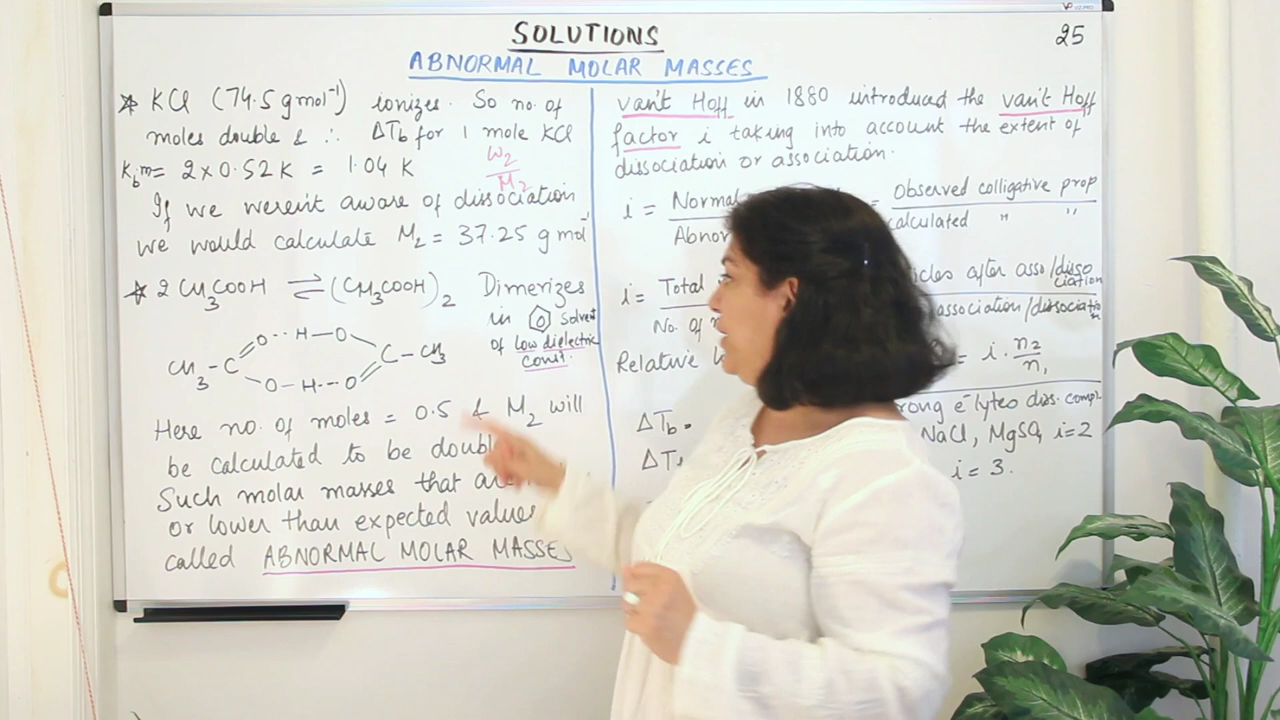 SOLUTIONS
25
ABNORMAL MOLAR MASSES
* KCl (74.5 g mol⁻¹) ionizes. So no. of
moles double & ∴ ΔTb for 1 mole KCl
Kbm = 2 x 0.52 K = 1.04 K
W2
M2
If we weren't aware of dissociation
we would calculate M2 = 37.25 g mol⁻¹
* 2 CH3COOH ⇌ (CH3COOH)2 Dimerizes
in solvent
of low dielectric
const.
O ·· H — O
CH3 - C C - CH3
O - H ··· O
Here no. of moles = 0.5 & M2 will
be calculated to be doubl
Such molar masses that a
or lower than expected values
called ABNORMAL MOLAR MASSES
van't Hoff in 1880 introduced the van't Hoff
factor i taking into account the extent of
dissociation or association.
i = Normal = Observed colligative prop
Abnor calculated " "
i = Total cles after asso/disso
ciation
No. of association/dissociation
Relative = i · n2/n1
ΔTb = rong e⁻lytes diss. compl.
ΔT NaCl, MgSO4 i=2
i = 3.